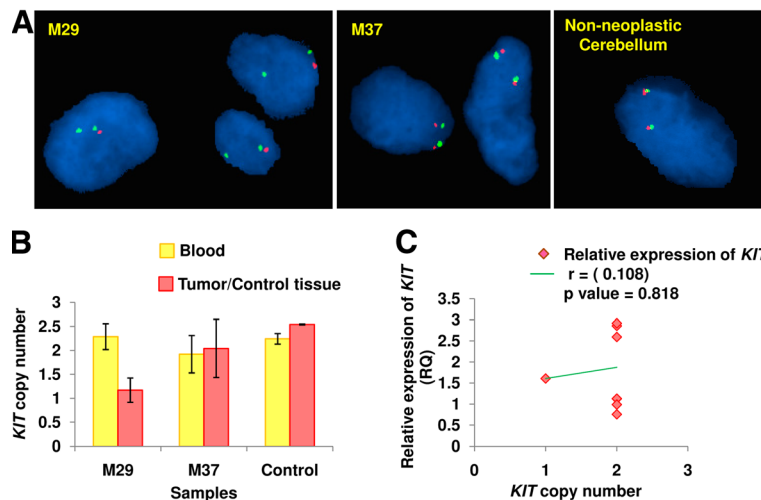 A
M29
M37
Non-neoplastic
Cerebellum
B
Blood
Tumor/Control tissue
KIT copy number
3
2.5
2
1.5
1
0.5
0
M29
M37
Control
Samples
C
Relative expression of KIT
r = ( 0.108)
p value = 0.818
Relative expression of KIT
(RQ)
3.5
3
2.5
2
1.5
1
0.5
0
0
1
2
3
KIT copy number